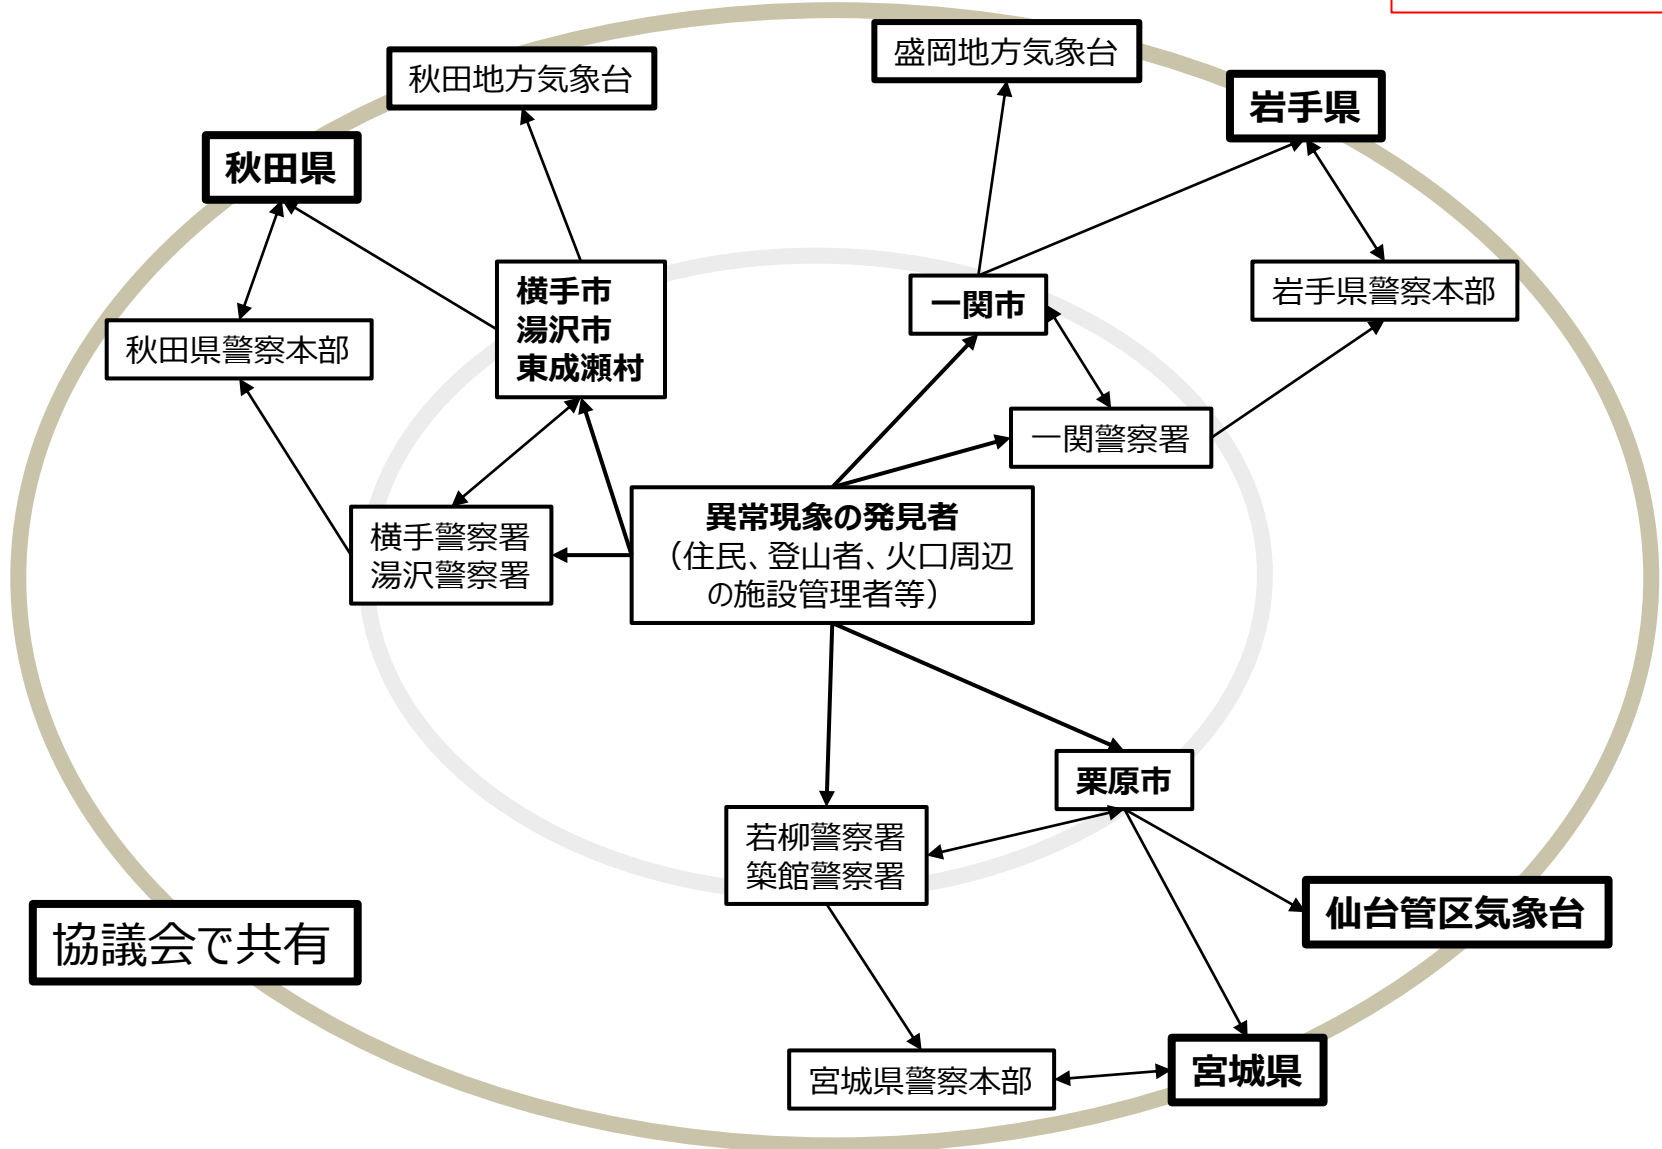 盛岡地方気象台
秋田地方気象台
岩手県
秋田県
横手市
湯沢市
東成瀬村
一関市
岩手県警察本部
秋田県警察本部
一関警察署
異常現象の発見者
（住民、登山者、火口周辺
の施設管理者等）
横手警察署
湯沢警察署
栗原市
若柳警察署
築館警察署
仙台管区気象台
協議会で共有
宮城県警察本部
宮城県